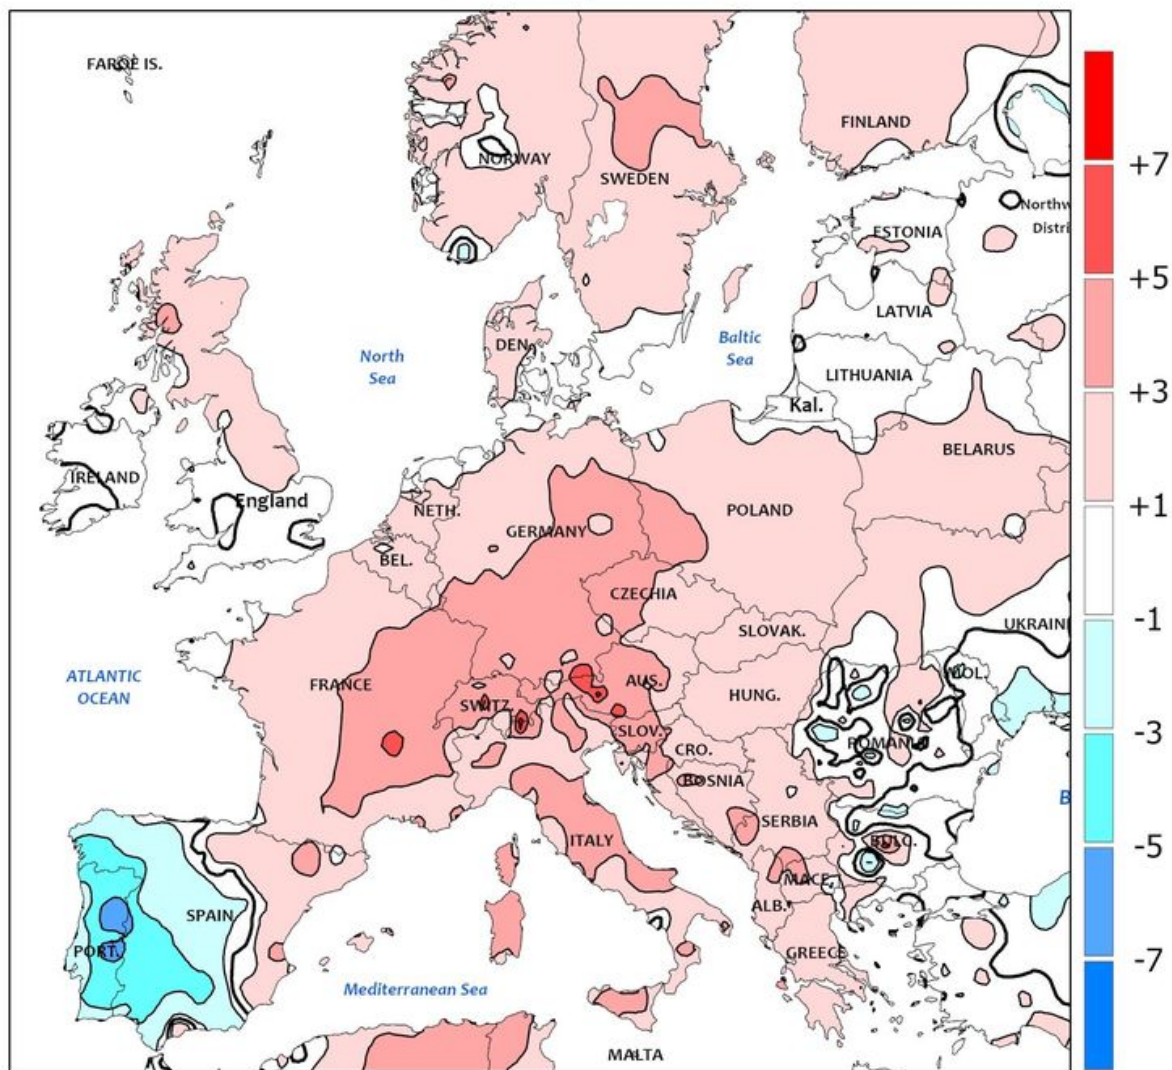 FAROE IS.
NORWAY
SWEDEN
FINLAND
Northw
Distri
ESTONIA
LATVIA
LITHUANIA
Kal.
BELARUS
DEN.
North
Sea
Baltic
Sea
IRELAND
England
NETH.
BEL.
GERMANY
POLAND
CZECHIA
SLOVAK.
UKRAIN
ATLANTIC
OCEAN
FRANCE
SWITZ.
AUS.
HUNG.
MOL.
SLOV.
CRO.
BOSNIA
ROMANIA
B
SERBIA
BULG.
ITALY
MACE.
ALB.
GREECE
SPAIN
PORT.
Mediterranean Sea
MALTA
+7
+5
+3
+1
-1
-3
-5
-7